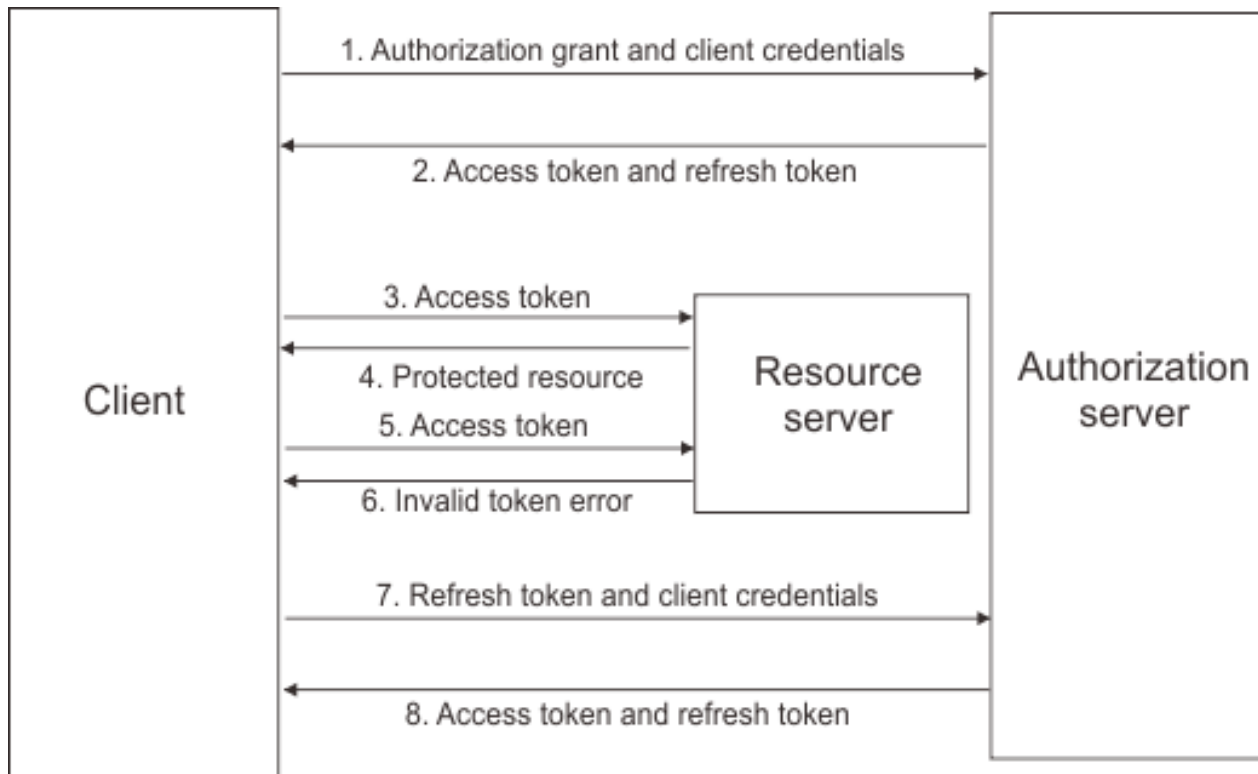 1. Authorization grant and client credentials
2. Access token and refresh token
3. Access token
4. Protected resource
5. Access token
6. Invalid token error
Client
Resource
server
Authorization
server
7. Refresh token and client credentials
8. Access token and refresh token